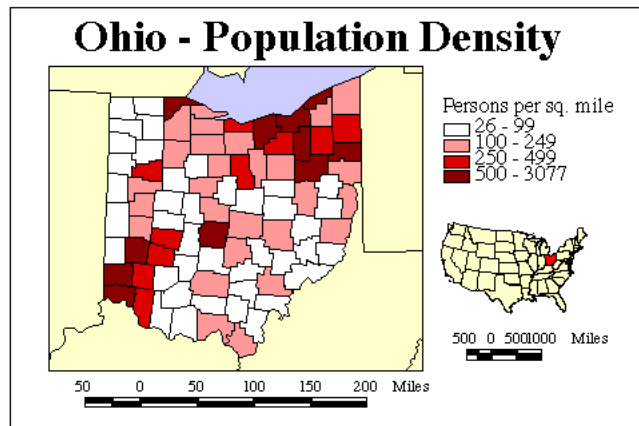 Ohio - Population Density
Persons per sq. mile
26 - 99
100 - 249
250 - 499
500 - 3077
500 0 5001000 Miles
50 0 50 100 150 200 Miles